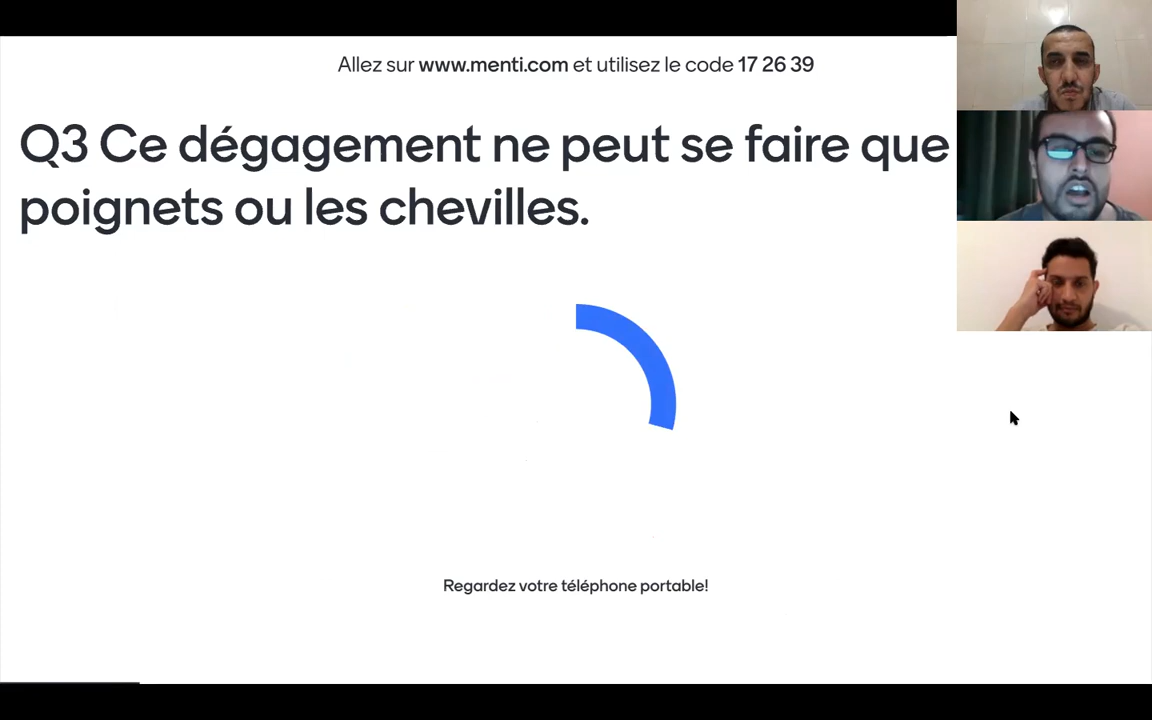 Allez sur www.menti.com et utilisez le code 17 26 39
Q3 Ce dégagement ne peut se faire que
poignets ou les chevilles.
Regardez votre téléphone portable!